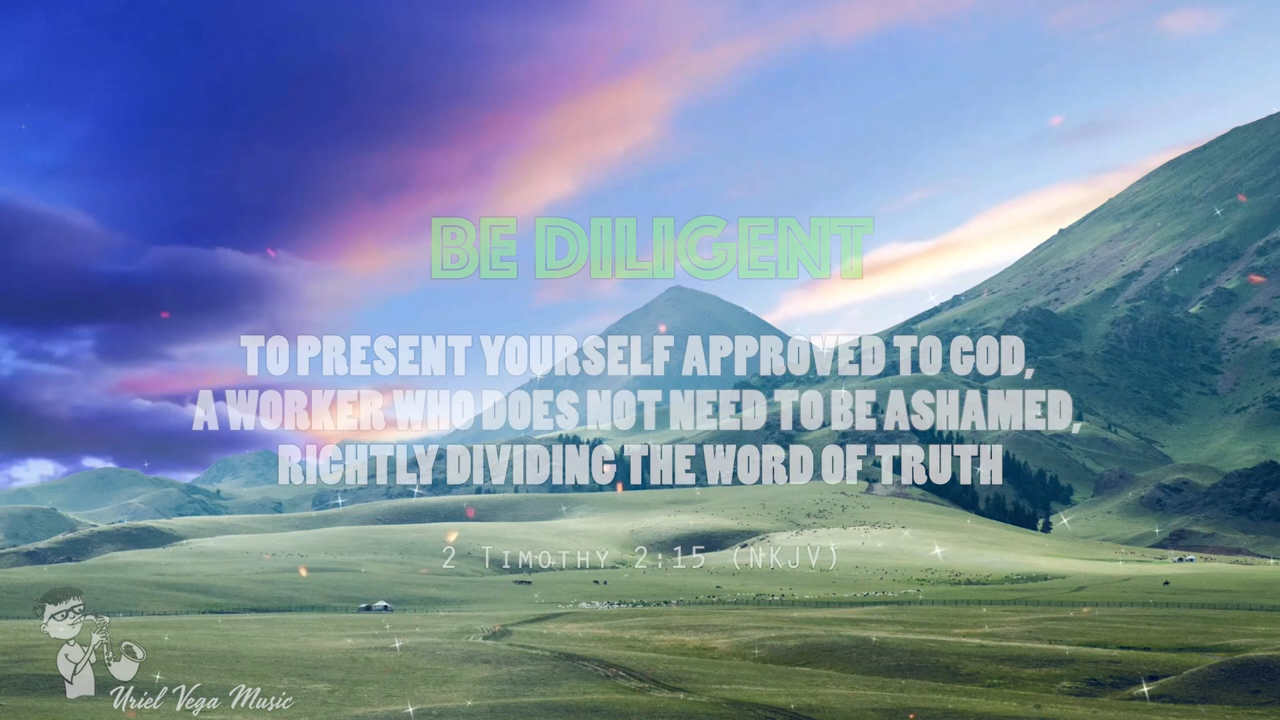 BE DILIGENT
TO PRESENT YOURSELF APPROVED TO GOD,
A WORKER WHO DOES NOT NEED TO BE ASHAMED,
RIGHTLY DIVIDING THE WORD OF TRUTH
2 Timothy 2:15 (NKJV)
Uriel Vega Music